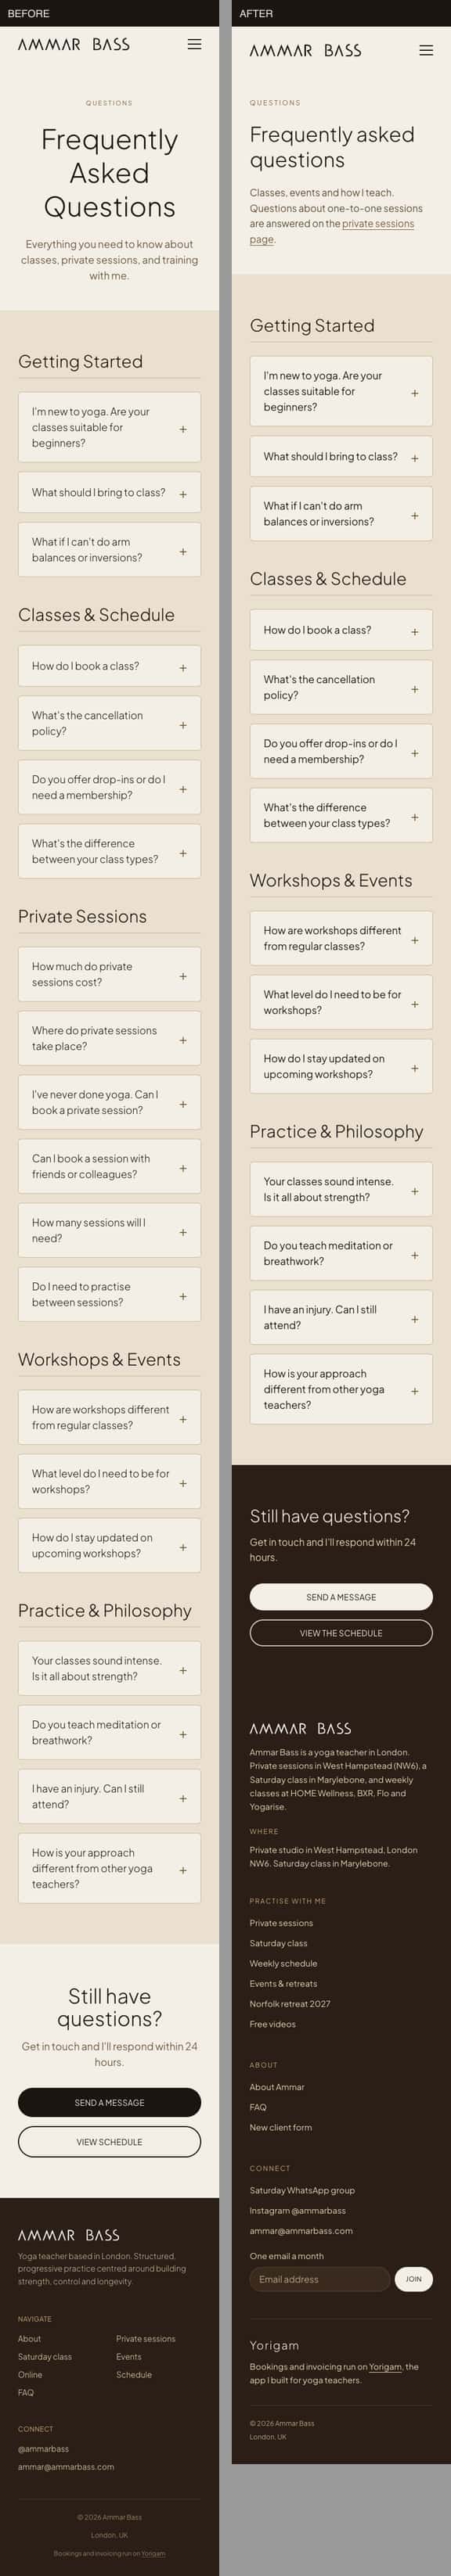 BEFORE
AMMAR BASS
QUESTIONS
Frequently
Asked
Questions
Everything you need to know about
classes, private sessions, and training
with me.
Getting Started
I'm new to yoga. Are your
classes suitable for
beginners?
+
What should I bring to class?
+
What if I can't do arm
balances or inversions?
+
Classes & Schedule
How do I book a class?
+
What's the cancellation
policy?
+
Do you offer drop-ins or do I
need a membership?
+
What's the difference
between your class types?
+
Private Sessions
How much do private
sessions cost?
+
Where do private sessions
take place?
+
I've never done yoga. Can I
book a private session?
+
Can I book a session with
friends or colleagues?
+
How many sessions will I
need?
+
Do I need to practise
between sessions?
+
Workshops & Events
How are workshops different
from regular classes?
+
What level do I need to be for
workshops?
+
How do I stay updated on
upcoming workshops?
+
Practice & Philosophy
Your classes sound intense.
Is it all about strength?
+
Do you teach meditation or
breathwork?
+
I have an injury. Can I still
attend?
+
How is your approach
different from other yoga
teachers?
+
Still have
questions?
Get in touch and I'll respond within 24
hours.
SEND A MESSAGE
VIEW SCHEDULE
AMMAR BASS
Yoga teacher based in London. Structured,
progressive practice centred around building
strength, control and longevity.
NAVIGATE
About Private sessions
Saturday class Events
Online Schedule
FAQ
CONNECT
@ammarbass
ammar@ammarbass.com
© 2026 Ammar Bass
London, UK
Bookings and invoicing run on Yorigam
AFTER
AMMAR BASS
QUESTIONS
Frequently asked
questions
Classes, events and how I teach.
Questions about one-to-one sessions
are answered on the private sessions
page.
Getting Started
I'm new to yoga. Are your
classes suitable for
beginners?
+
What should I bring to class?
+
What if I can't do arm
balances or inversions?
+
Classes & Schedule
How do I book a class?
+
What's the cancellation
policy?
+
Do you offer drop-ins or do I
need a membership?
+
What's the difference
between your class types?
+
Workshops & Events
How are workshops different
from regular classes?
+
What level do I need to be for
workshops?
+
How do I stay updated on
upcoming workshops?
+
Practice & Philosophy
Your classes sound intense.
Is it all about strength?
+
Do you teach meditation or
breathwork?
+
I have an injury. Can I still
attend?
+
How is your approach
different from other yoga
teachers?
+
Still have questions?
Get in touch and I'll respond within 24
hours.
SEND A MESSAGE
VIEW THE SCHEDULE
AMMAR BASS
Ammar Bass is a yoga teacher in London.
Private sessions in West Hampstead (NW6), a
Saturday class in Marylebone, and weekly
classes at HOME Wellness, BXR, Flo and
Yogarise.
WHERE
Private studio in West Hampstead, London
NW6. Saturday class in Marylebone.
PRACTISE WITH ME
Private sessions
Saturday class
Weekly schedule
Events & retreats
Norfolk retreat 2027
Free videos
ABOUT
About Ammar
FAQ
New client form
CONNECT
Saturday WhatsApp group
Instagram @ammarbass
ammar@ammarbass.com
One email a month
Email address JOIN
Yorigam
Bookings and invoicing run on Yorigam, the
app I built for yoga teachers.
© 2026 Ammar Bass
London, UK